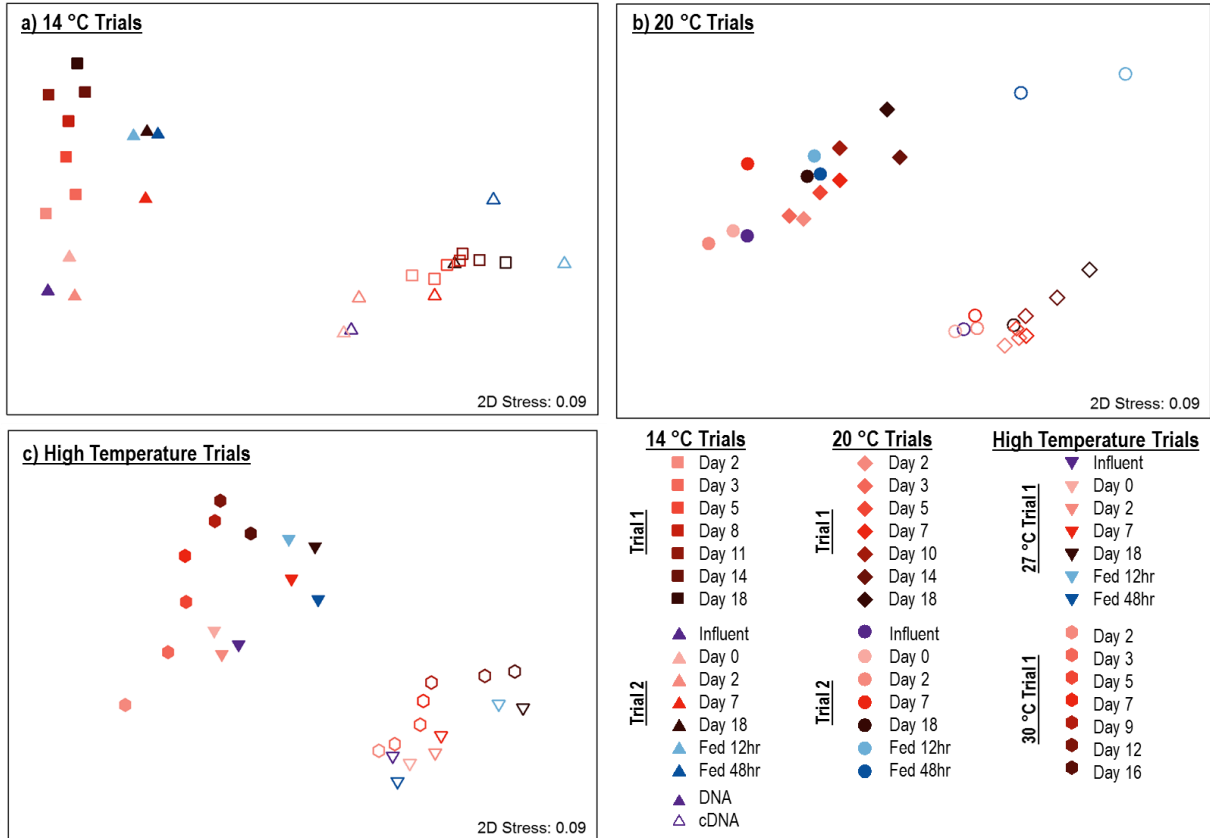 a) 14 °C Trials
2D Stress: 0.09
b) 20 °C Trials
2D Stress: 0.09
c) High Temperature Trials
2D Stress: 0.09
14 °C Trials
Trial 1
Day 2
Day 3
Day 5
Day 8
Day 11
Day 14
Day 18
Trial 2
Influent
Day 0
Day 2
Day 7
Day 18
Fed 12hr
Fed 48hr
DNA
cDNA
20 °C Trials
Trial 1
Day 2
Day 3
Day 5
Day 7
Day 10
Day 14
Day 18
Trial 2
Influent
Day 0
Day 2
Day 7
Day 18
Fed 12hr
Fed 48hr
High Temperature Trials
27 °C Trial 1
Influent
Day 0
Day 2
Day 7
Day 18
Fed 12hr
Fed 48hr
30 °C Trial 1
Day 2
Day 3
Day 5
Day 7
Day 9
Day 12
Day 16